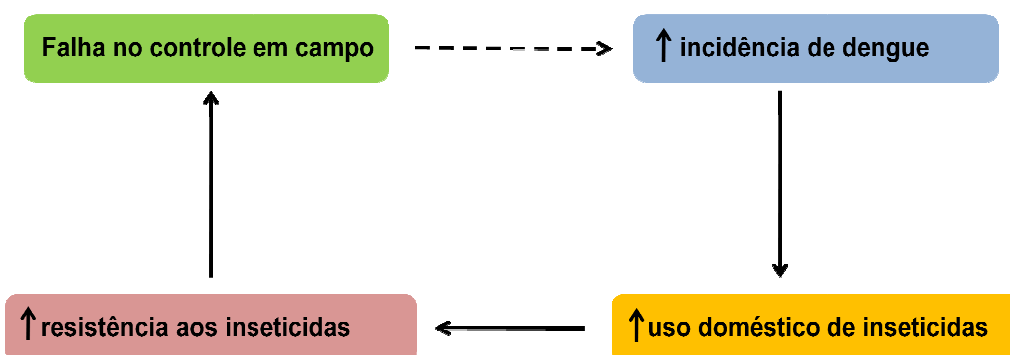 Falha no controle em campo
↑ incidência de dengue
↑ resistência aos inseticidas
↑ uso doméstico de inseticidas